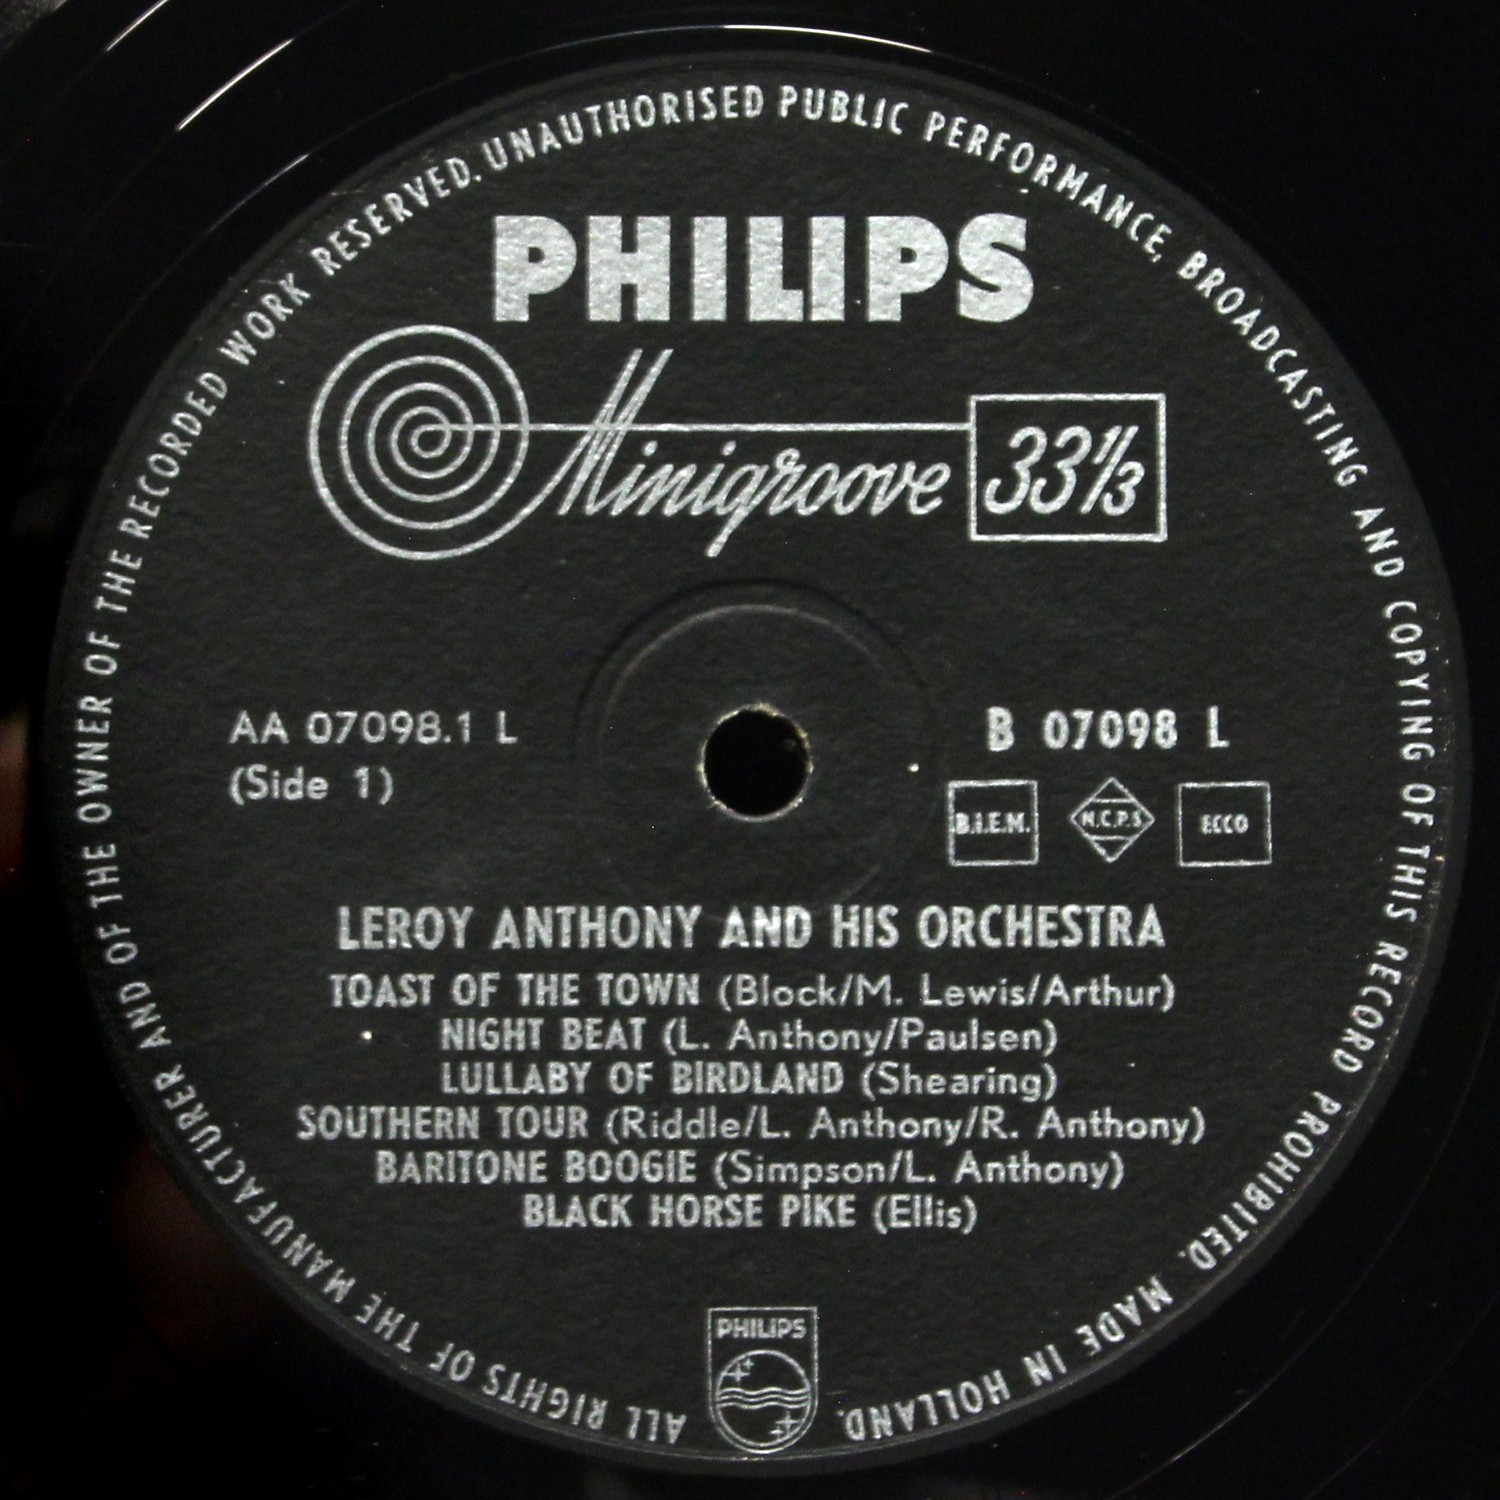 ALL RIGHTS OF THE MANUFACTURER AND OF THE OWNER OF THE RECORDED WORK RESERVED. UNAUTHORISED PUBLIC PERFORMANCE, BROADCASTING AND COPYING OF THIS RECORD PROHIBITED. MADE IN HOLLAND.
PHILIPS
Minigroove 33 1/3
AA 07098.1 L
(Side 1)
B 07098 L
B.I.E.M. N.C.P.S ECCO
LEROY ANTHONY AND HIS ORCHESTRA
TOAST OF THE TOWN (Block/M. Lewis/Arthur)
NIGHT BEAT (L. Anthony/Paulsen)
LULLABY OF BIRDLAND (Shearing)
SOUTHERN TOUR (Riddle/L. Anthony/R. Anthony)
BARITONE BOOGIE (Simpson/L. Anthony)
BLACK HORSE PIKE (Ellis)
PHILIPS